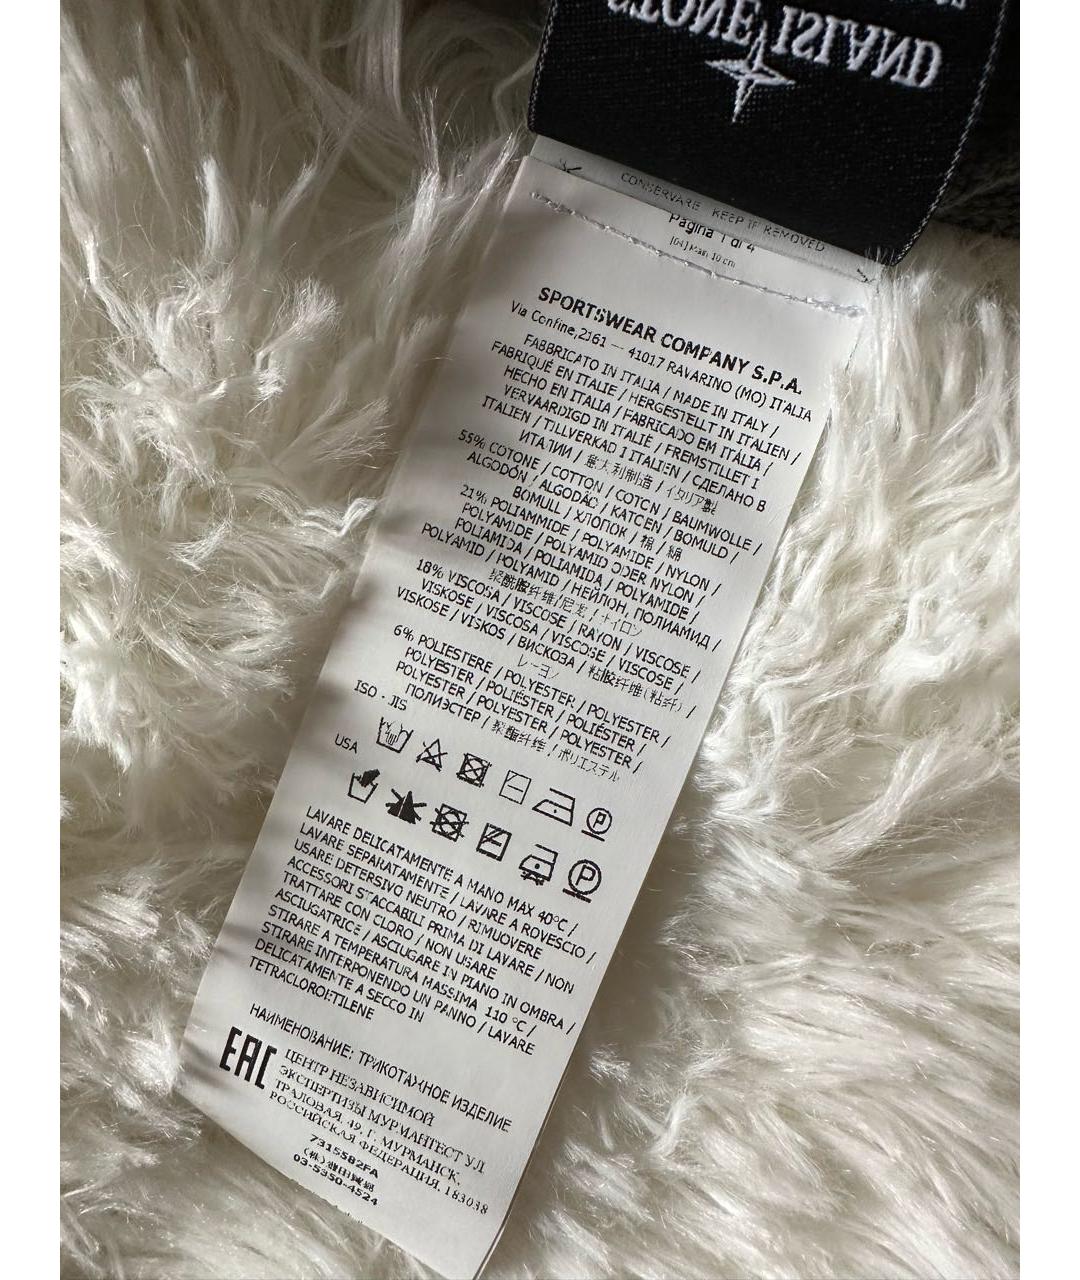 STONE ISLAND
CONSERVARE KEEP IF REMOVED
Pagina 1 di 4
[04] Main 10 cm
SPORTSWEAR COMPANY S.P.A.
Via Confine,2161 — 41017 RAVARINO (MO) ITALIA
FABBRICATO IN ITALIA / MADE IN ITALY /
FABRIQUÉ EN ITALIE / HERGESTELLT IN ITALIEN /
HECHO EN ITALIA / FABRICADO EM ITÁLIA /
VERVAARDIGD IN ITALIË / FREMSTILLET I
ITALIEN / TILLVERKAD I ITALIEN / СДЕЛАНО В
ИТАЛИИ / 意大利制造 / イタリア製
55% COTONE / COTTON / COTON / BAUMWOLLE /
ALGODÓN / ALGODÃO / KATOEN / BOMULD /
BOMULL / ХЛОПОК / 棉 / 綿
21% POLIAMMIDE / POLYAMIDE / NYLON /
POLYAMIDE / POLYAMID ODER NYLON /
POLIAMIDA / POLIAMIDA / POLYAMIDE /
POLYAMID / POLYAMID / НЕЙЛОН, ПОЛИАМИД /
聚酰胺纤维/尼龙 / ナイロン
18% VISCOSA / VISCOSE / RAYON / VISCOSE /
VISKOSE / VISCOSA / VISCOSE / VISCOSE /
VISKOSE / VISKOS / ВИСКОЗА / 粘胶纤维(粘纤) /
レーヨン
6% POLIESTERE / POLYESTER / POLYESTER /
POLYESTER / POLIÉSTER / POLIÉSTER /
POLYESTER / POLYESTER / POLYESTER /
ПОЛИЭСТЕР / 聚酯纤维 / ポリエステル
ISO - JIS
USA
LAVARE DELICATAMENTE A MANO MAX 40°C /
LAVARE SEPARATAMENTE / LAVARE A ROVESCIO /
USARE DETERSIVO NEUTRO / RIMUOVERE
ACCESSORI STACCABILI PRIMA DI LAVARE / NON
TRATTARE CON CLORO / NON USARE
ASCIUGATRICE / ASCIUGARE IN PIANO IN OMBRA /
STIRARE A TEMPERATURA MASSIMA 110 °C /
STIRARE INTERPONENDO UN PANNO / LAVARE
DELICATAMENTE A SECCO IN
TETRACLOROETILENE
НАИМЕНОВАНИЕ: ТРИКОТАЖНОЕ ИЗДЕЛИЕ
EAC
ЦЕНТР НЕЗАВИСИМОЙ
ЭКСПЕРТИЗЫ МУРМАНТЕСТ УЛ.
ТРАЛОВАЯ, 49, Г. МУРМАНСК,
РОССИЙСКАЯ ФЕДЕРАЦИЯ, 183038
7315582FA
03-5350-4524